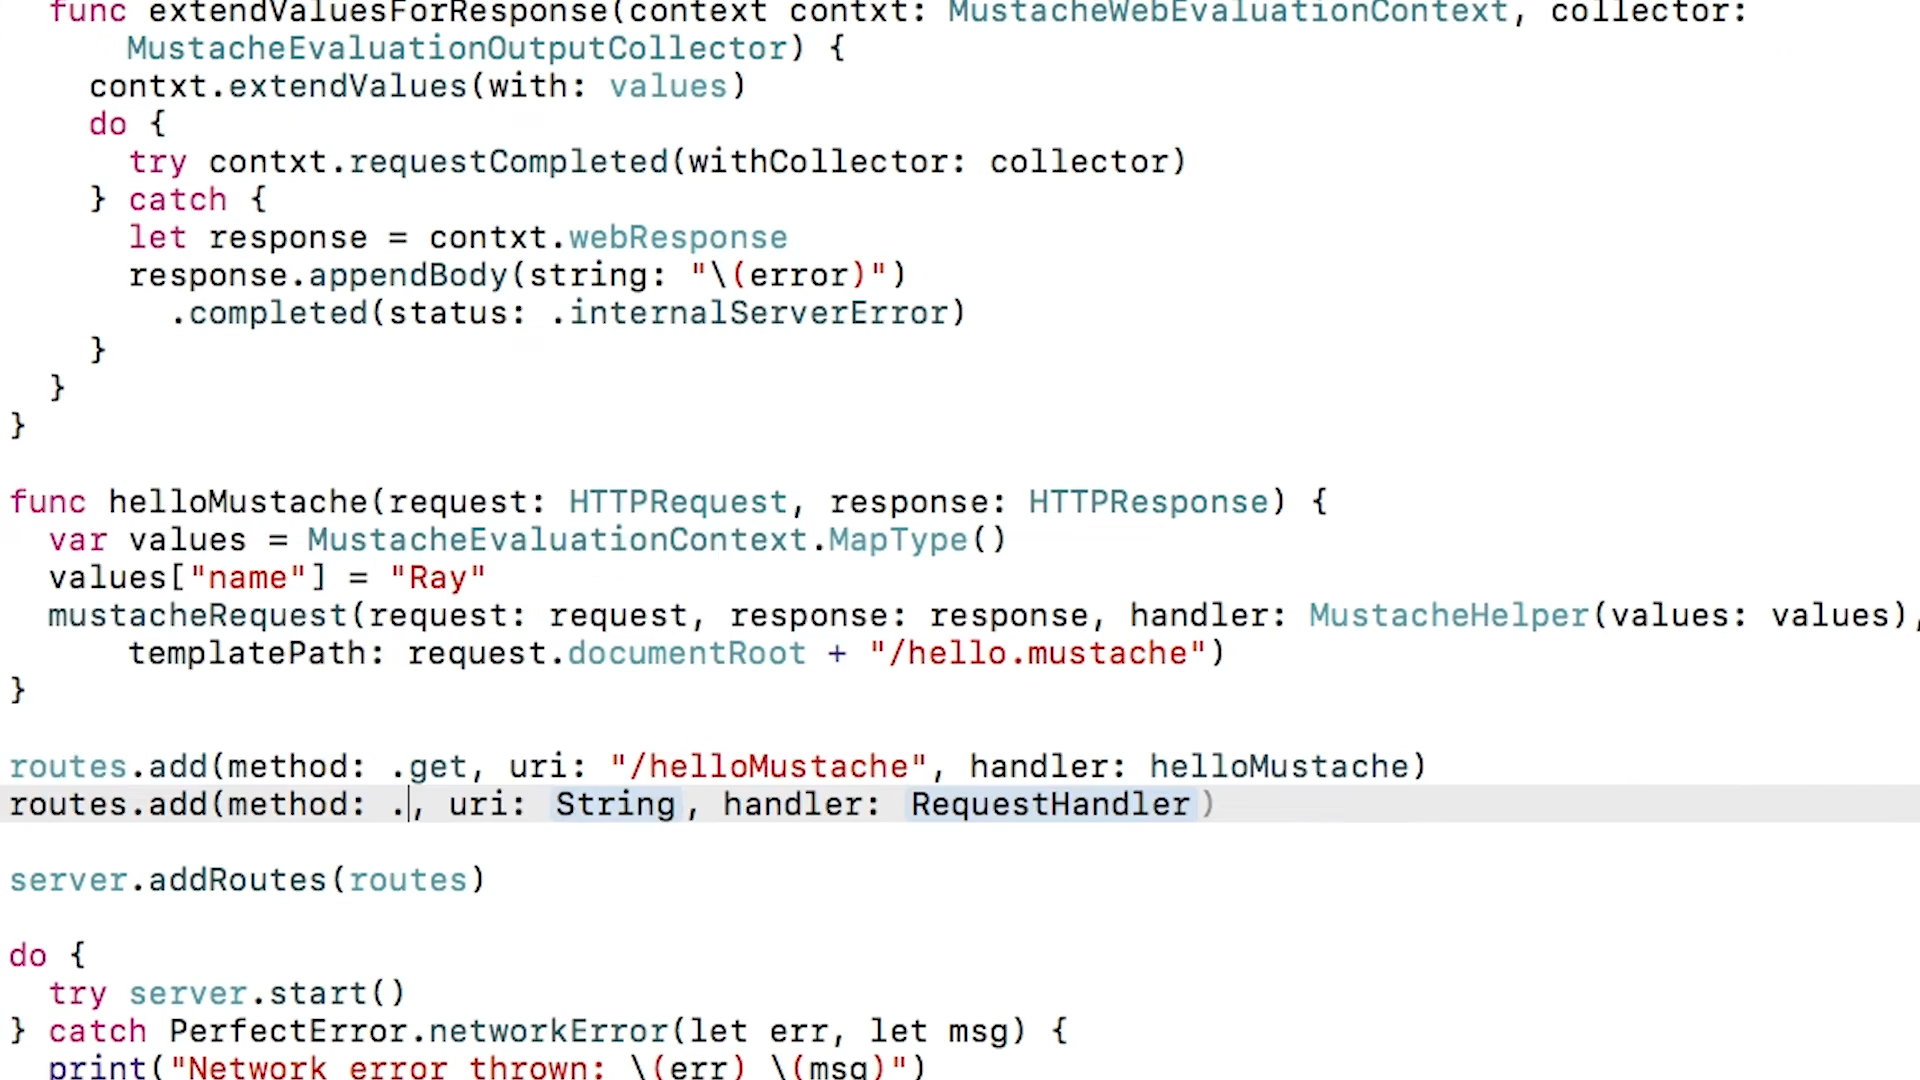 func extendValuesForResponse(context contxt: MustacheWebEvaluationContext, collector:
MustacheEvaluationOutputCollector) {
contxt.extendValues(with: values)
do {
try contxt.requestCompleted(withCollector: collector)
} catch {
let response = contxt.webResponse
response.appendBody(string: "\(error)")
.completed(status: .internalServerError)
}
}
}
func helloMustache(request: HTTPRequest, response: HTTPResponse) {
var values = MustacheEvaluationContext.MapType()
values["name"] = "Ray"
mustacheRequest(request: request, response: response, handler: MustacheHelper(values: values),
templatePath: request.documentRoot + "/hello.mustache")
}
routes.add(method: .get, uri: "/helloMustache", handler: helloMustache)
routes.add(method: ., uri: String, handler: RequestHandler)
server.addRoutes(routes)
do {
try server.start()
} catch PerfectError.networkError(let err, let msg) {
print("Network error thrown: \(err) \(msg)")